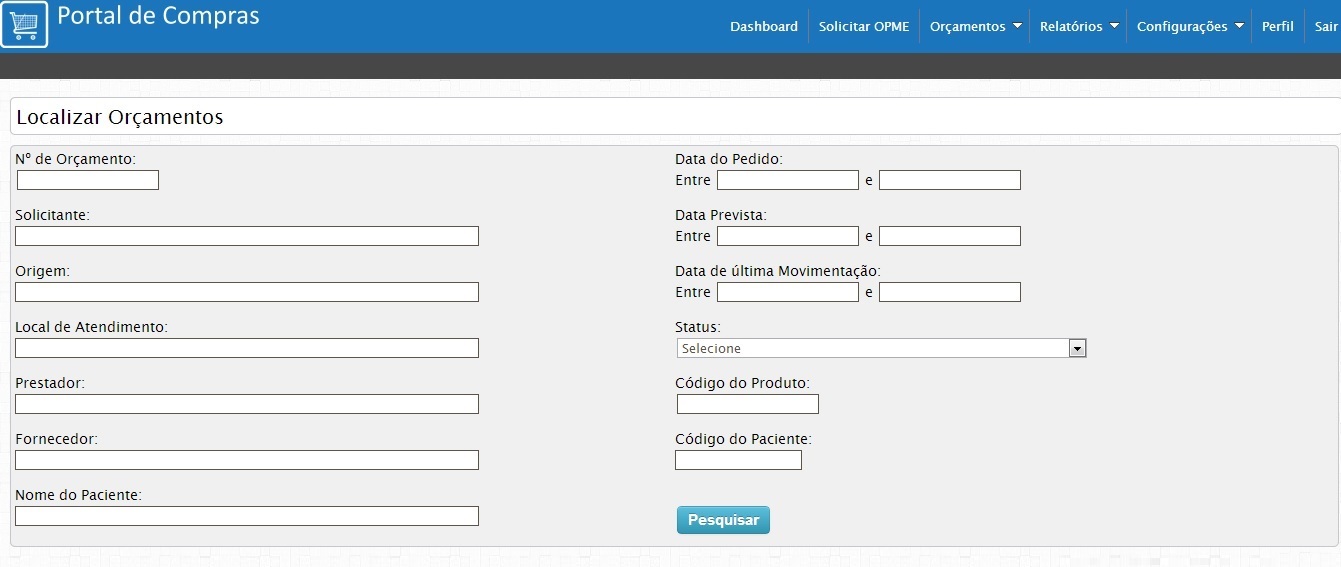 Portal de Compras
Dashboard Solicitar OPME Orçamentos Relatórios Configurações Perfil Sair
Localizar Orçamentos
Nº de Orçamento:
Solicitante:
Origem:
Local de Atendimento:
Prestador:
Fornecedor:
Nome do Paciente:
Data do Pedido:
Entre e
Data Prevista:
Entre e
Data de última Movimentação:
Entre e
Status:
Selecione
Código do Produto:
Código do Paciente:
Pesquisar